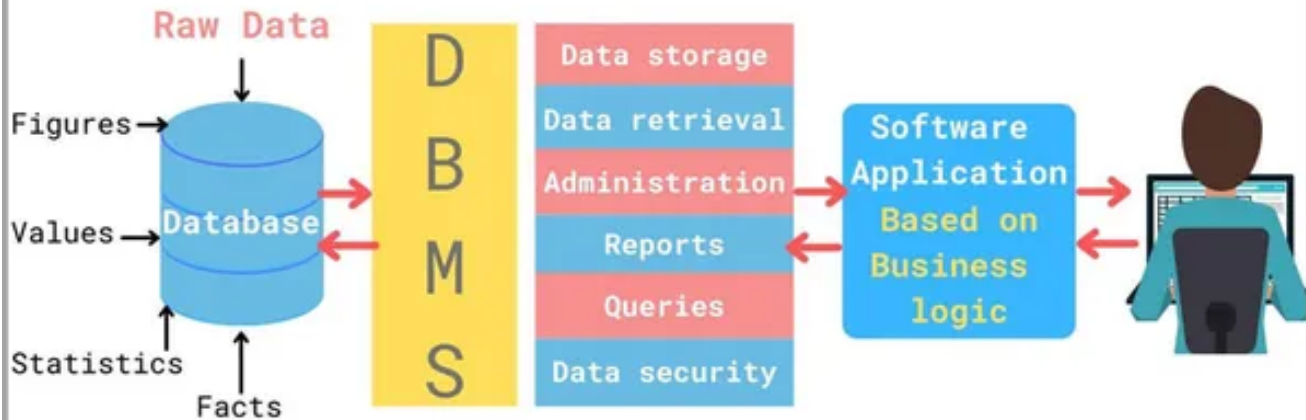 Raw Data
Figures
Values
Statistics
Facts
Database
D
B
M
S
Data storage
Data retrieval
Administration
Reports
Queries
Data security
Software
Application
Based on
Business
logic